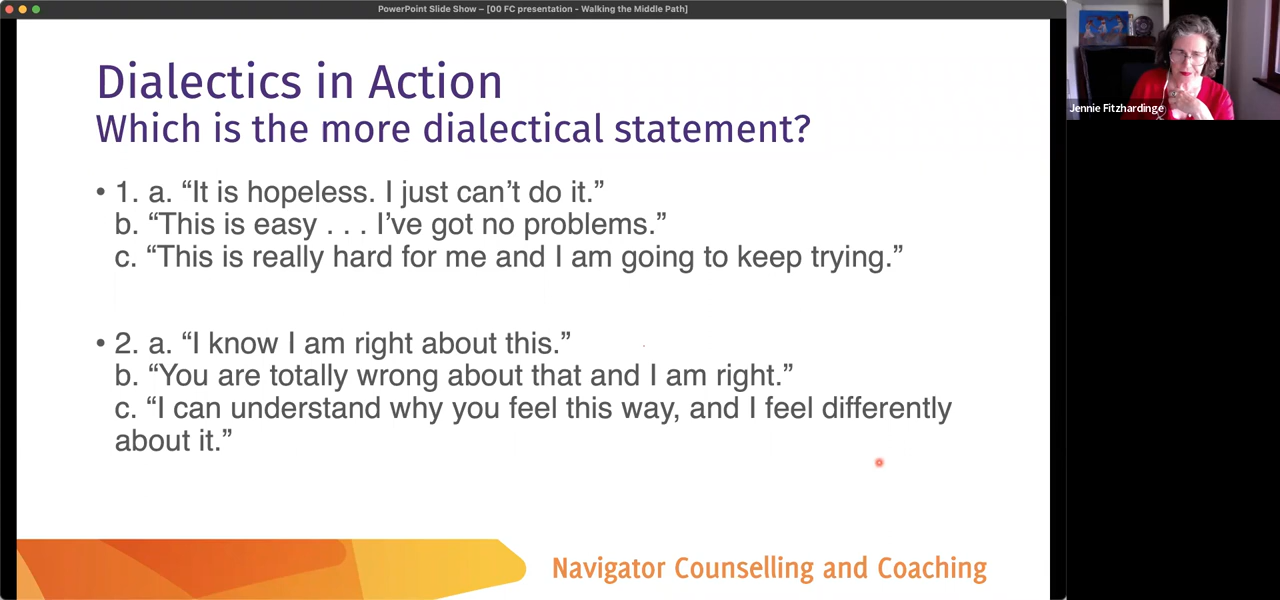 PowerPoint Slide Show – [00 FC presentation - Walking the Middle Path]
Dialectics in Action
Which is the more dialectical statement?
• 1. a. “It is hopeless. I just can’t do it.”
b. “This is easy . . . I’ve got no problems.”
c. “This is really hard for me and I am going to keep trying.”
• 2. a. “I know I am right about this.”
b. “You are totally wrong about that and I am right.”
c. “I can understand why you feel this way, and I feel differently
about it.”
Navigator Counselling and Coaching
Jennie Fitzhardinge